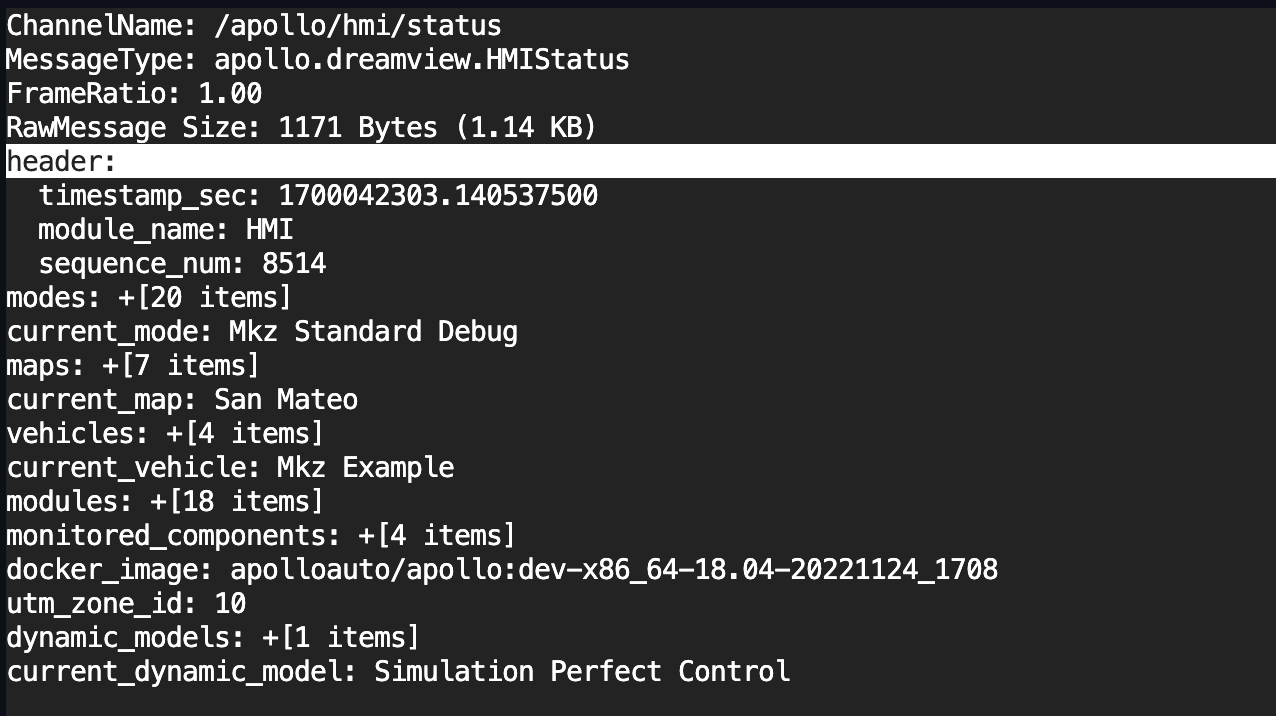 ChannelName: /apollo/hmi/status
MessageType: apollo.dreamview.HMIStatus
FrameRatio: 1.00
RawMessage Size: 1171 Bytes (1.14 KB)
header:
  timestamp_sec: 1700042303.140537500
  module_name: HMI
  sequence_num: 8514
modes: +[20 items]
current_mode: Mkz Standard Debug
maps: +[7 items]
current_map: San Mateo
vehicles: +[4 items]
current_vehicle: Mkz Example
modules: +[18 items]
monitored_components: +[4 items]
docker_image: apolloauto/apollo:dev-x86_64-18.04-20221124_1708
utm_zone_id: 10
dynamic_models: +[1 items]
current_dynamic_model: Simulation Perfect Control